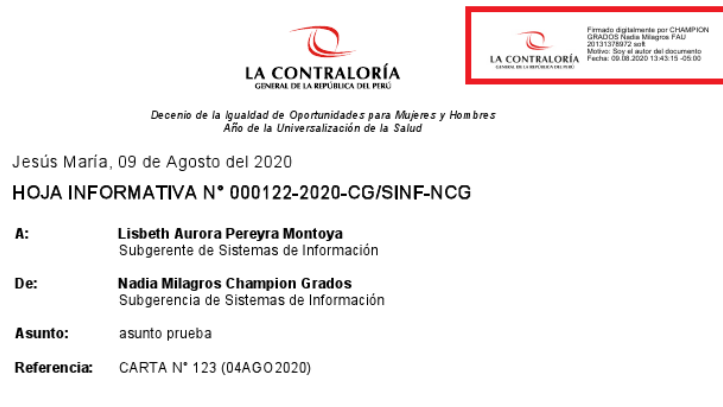 LA CONTRALORÍA
GENERAL DE LA REPÚBLICA DEL PERÚ
LA CONTRALORÍA
GENERAL DE LA REPÚBLICA DEL PERÚ
Firmado digitalmente por CHAMPION
GRADOS Nadia Milagros FAU
20131378972 soft
Motivo: Soy el autor del documento
Fecha: 09.08.2020 13:43:15 -05:00
Decenio de la Igualdad de Oportunidades para Mujeres y Hombres
Año de la Universalización de la Salud
Jesús María, 09 de Agosto del 2020
HOJA INFORMATIVA N° 000122-2020-CG/SINF-NCG
A: Lisbeth Aurora Pereyra Montoya
Subgerente de Sistemas de Información
De: Nadia Milagros Champion Grados
Subgerencia de Sistemas de Información
Asunto: asunto prueba
Referencia: CARTA N° 123 (04AGO2020)